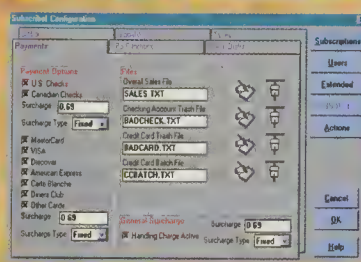 Subscribe! Configuration
Payments
Payment Options
U.S. Checks
Canadian Checks
Surcharge 0.69
Surcharge Type Fixed
MasterCard
VISA
Discover
American Express
Carte Blanche
Diners Club
Other Cards
Surcharge 0.69
Surcharge Type Fixed
Files
Overall Sales File
SALES.TXT
Checking Account Trash File
BADCHECK.TXT
Credit Card Trash File
BADCARD.TXT
Credit Card Batch File
CCBATCH.TXT
General Surcharge
Handling Charge Active
Surcharge 0.69
Surcharge Type Fixed
Subscriptions
Users
Extended
Actions
Cancel
OK
Help